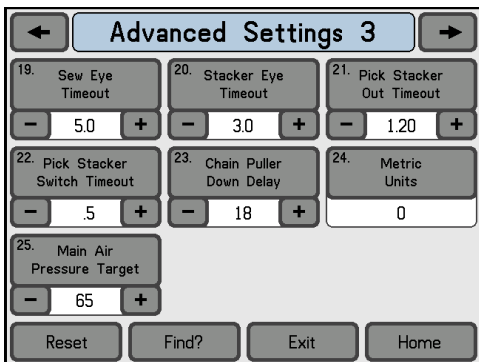 Advanced Settings 3
19. Sew Eye
Timeout
- 5.0 +
20. Stacker Eye
Timeout
- 3.0 +
21. Pick Stacker
Out Timeout
- 1.20 +
22. Pick Stacker
Switch Timeout
- .5 +
23. Chain Puller
Down Delay
- 18 +
24. Metric
Units
0
25. Main Air
Pressure Target
- 65 +
Reset
Find?
Exit
Home